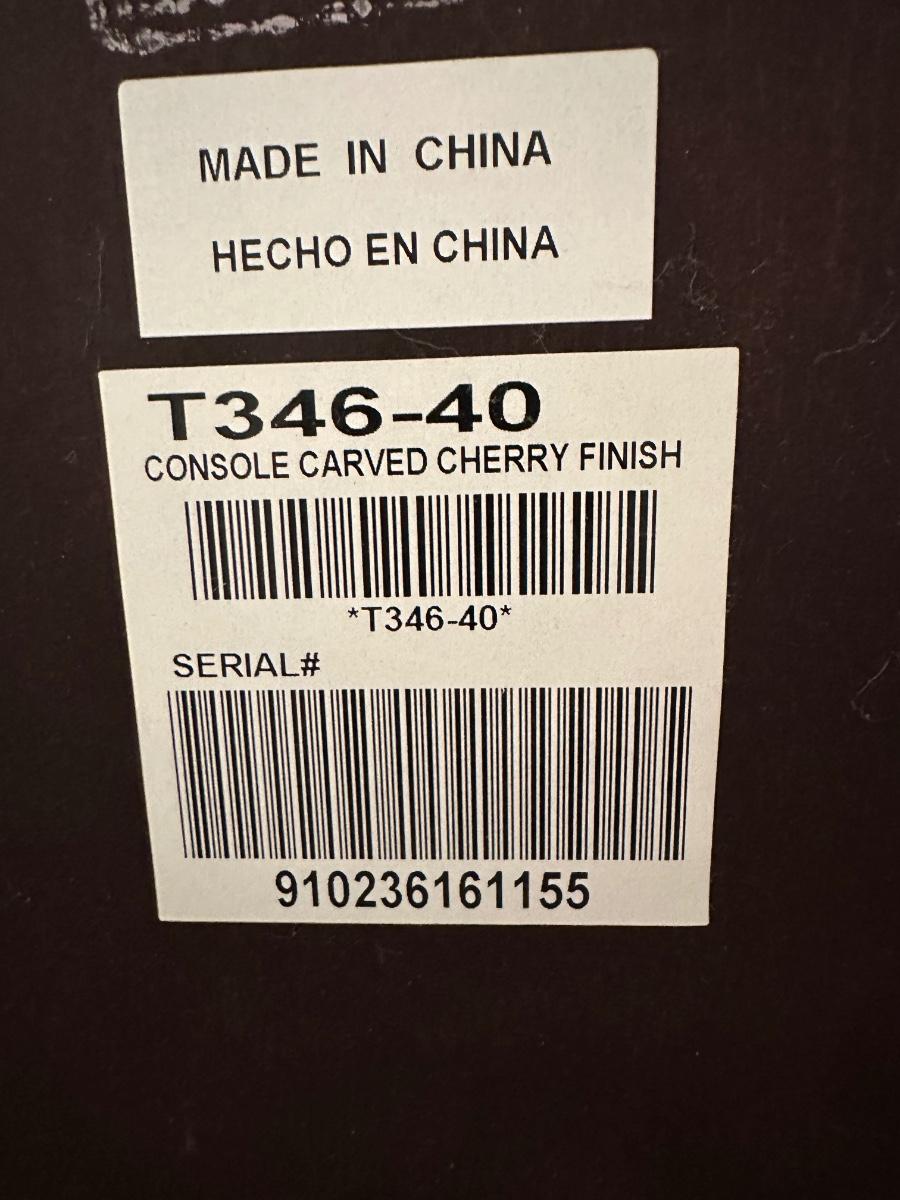 MADE IN CHINA
HECHO EN CHINA
T346-40
CONSOLE CARVED CHERRY FINISH
*T346-40*
SERIAL#
910236161155